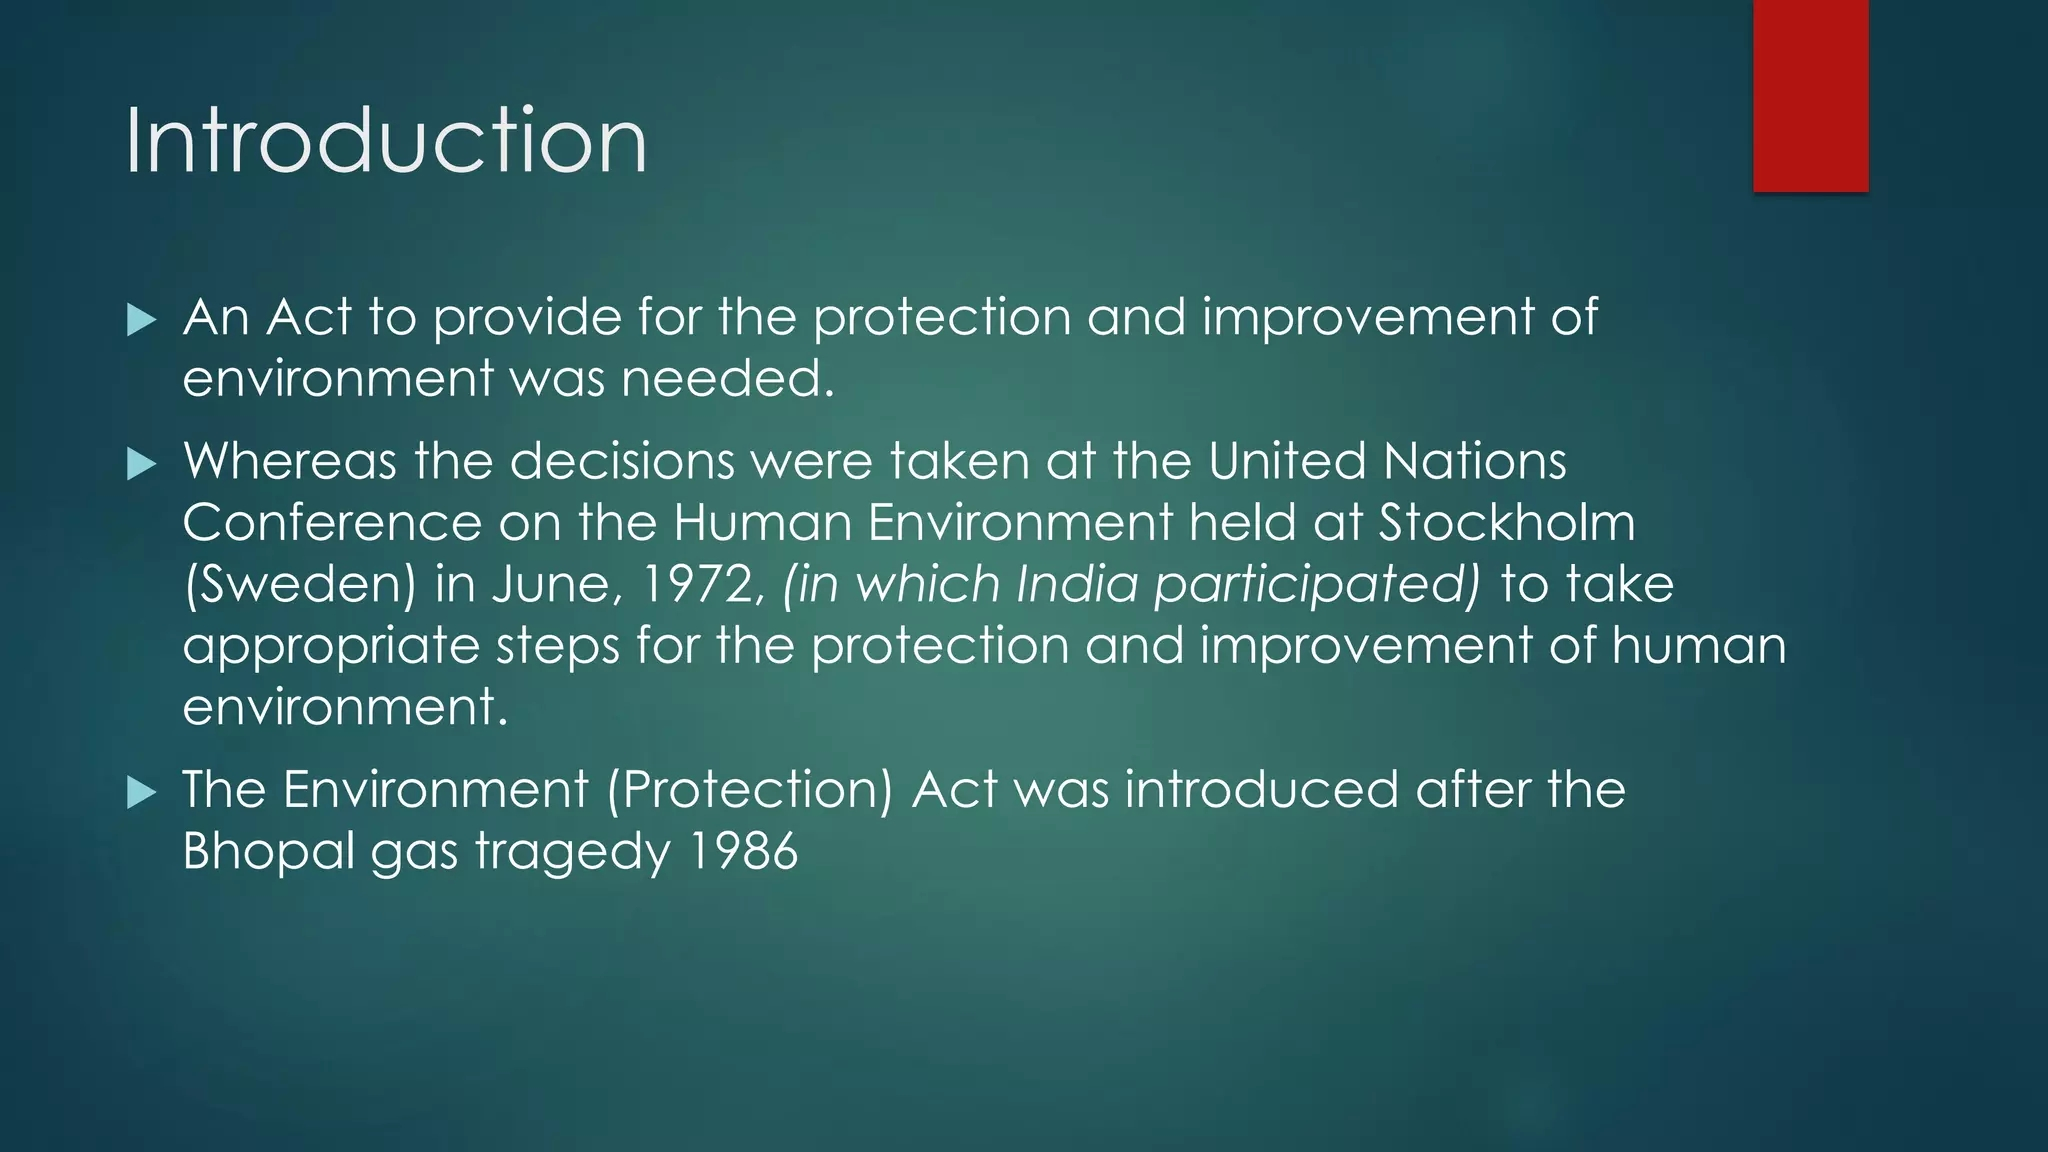 Introduction
An Act to provide for the protection and improvement of
environment was needed.
Whereas the decisions were taken at the United Nations
Conference on the Human Environment held at Stockholm
(Sweden) in June, 1972, (in which India participated) to take
appropriate steps for the protection and improvement of human
environment.
The Environment (Protection) Act was introduced after the
Bhopal gas tragedy 1986